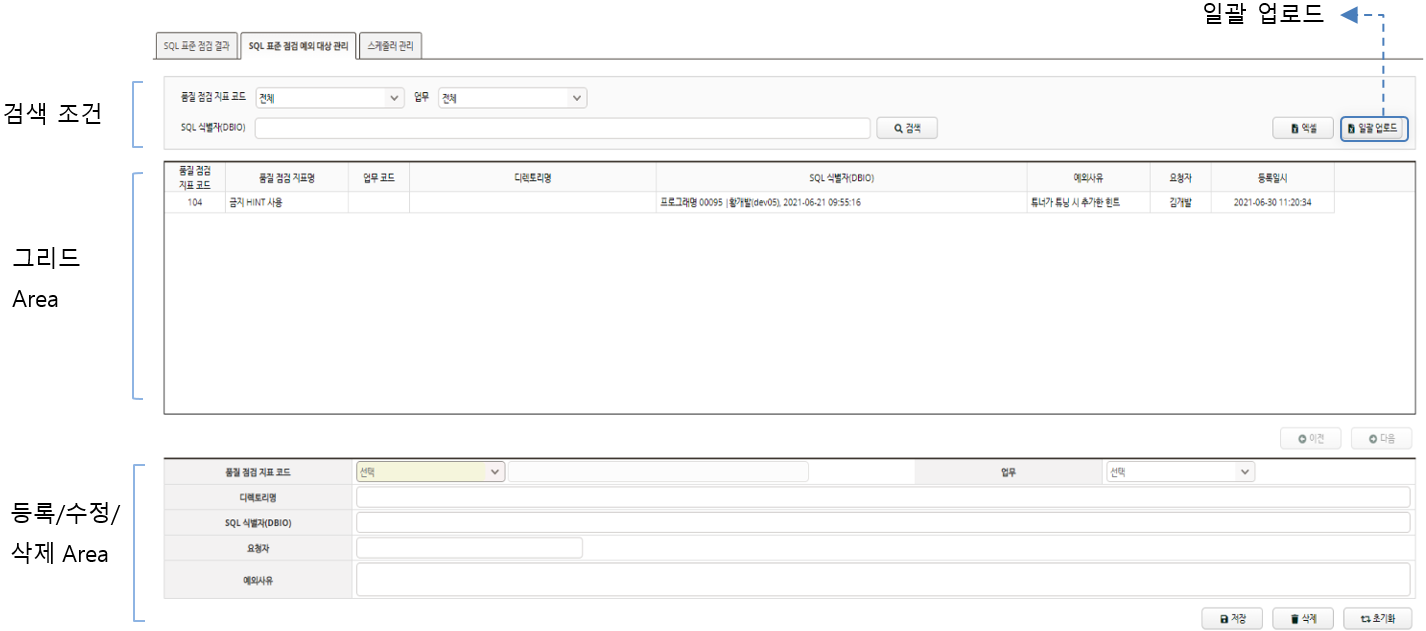 일괄 업로드
SQL 표준 점검 결과 SQL 표준 점검 예외 대상 관리 스케줄러 관리
검색 조건
품질 점검 지표 코드 전체 업무 전체
SQL 식별자(DBIO) 검색 엑셀 일괄 업로드
품질 점검
지표 코드 품질 점검 지표명 업무 코드 디렉토리명 SQL 식별자(DBIO) 예외사유 요청자 등록일시
104 금지 HINT 사용 프로그래명 00095 |황개발(dev05), 2021-06-21 09:55:16 튜너가 튜닝 시 추가한 힌트 김개발 2021-06-30 11:20:34
그리드
Area
이전 다음
등록/수정/
삭제 Area
품질 점검 지표 코드 선택 업무 선택
디렉토리명
SQL 식별자(DBIO)
요청자
예외사유
저장 삭제 초기화